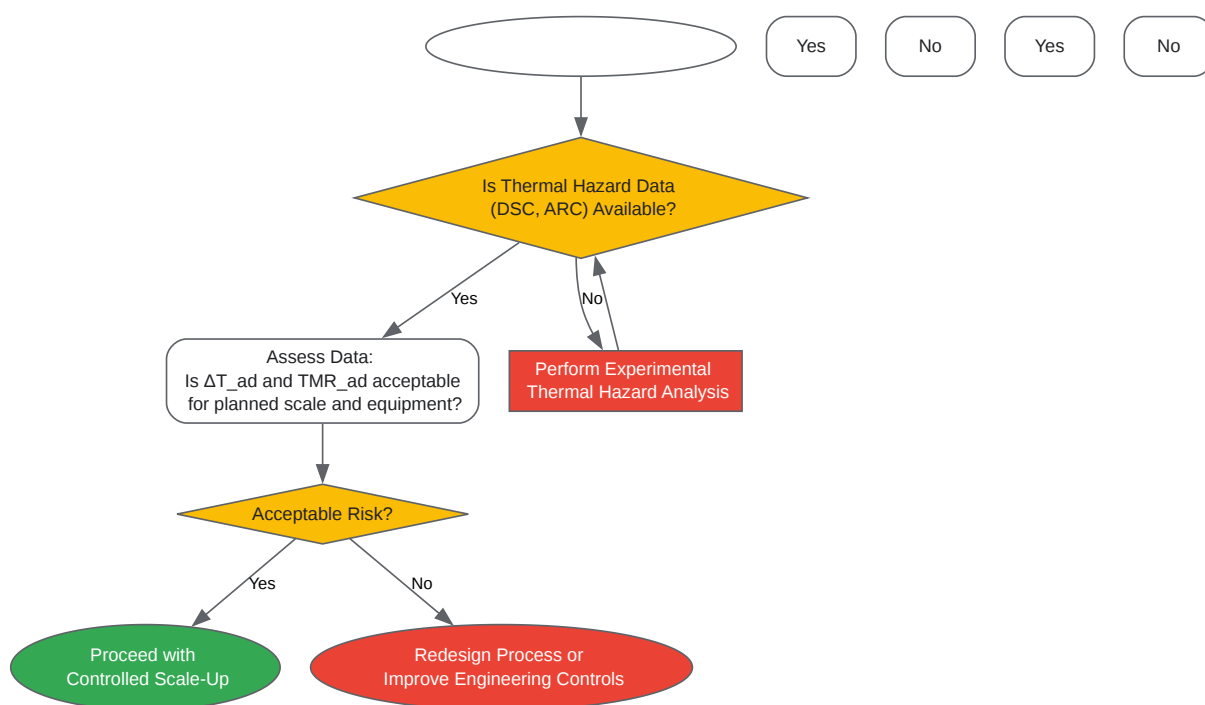 Yes
No
Yes
No
Is Thermal Hazard Data
(DSC, ARC) Available?
Yes
No
Assess Data:
Is ΔT_ad and TMR_ad acceptable
for planned scale and equipment?
Perform Experimental
Thermal Hazard Analysis
Acceptable Risk?
Yes
No
Proceed with
Controlled Scale-Up
Redesign Process or
Improve Engineering Controls